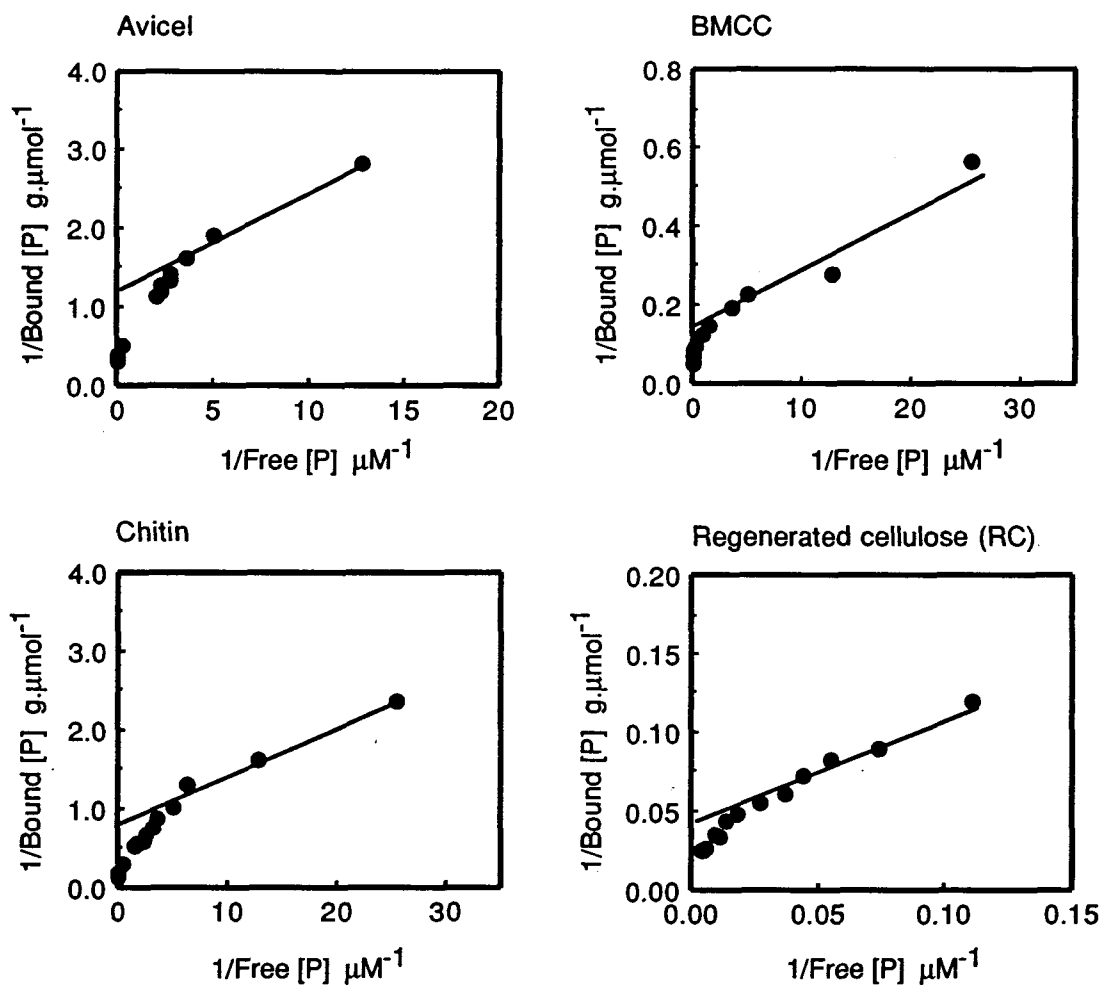 Avicel
4.0
3.0
2.0
1.0
0.0
1/Bound [P] g.µmol⁻¹
0 5 10 15 20
1/Free [P] µM⁻¹
BMCC
0.8
0.6
0.4
0.2
0.0
1/Bound [P] g.µmol⁻¹
0 10 20 30
1/Free [P] µM⁻¹
Chitin
4.0
3.0
2.0
1.0
0.0
1/Bound [P] g.µmol⁻¹
0 10 20 30
1/Free [P] µM⁻¹
Regenerated cellulose (RC)
0.20
0.15
0.10
0.05
0.00
1/Bound [P] g.µmol⁻¹
0.00 0.05 0.10 0.15
1/Free [P] µM⁻¹